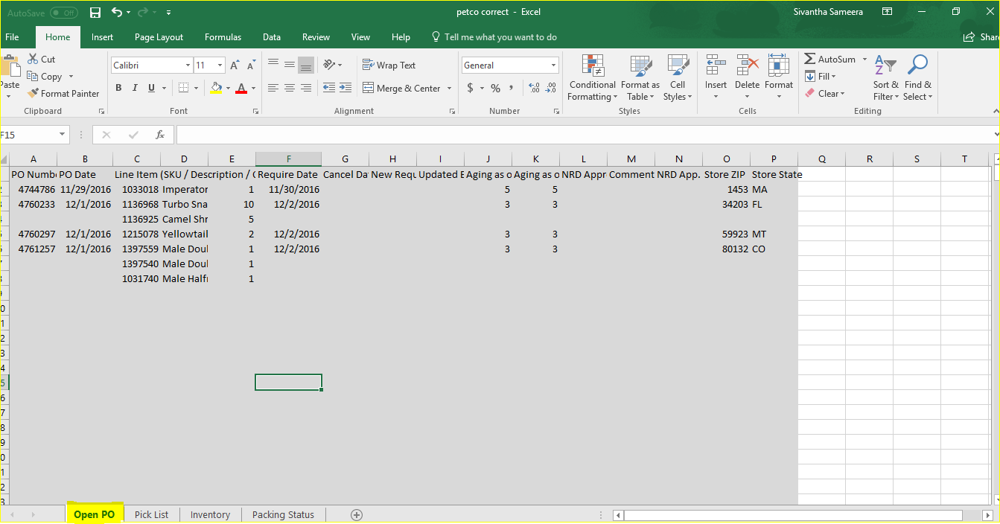 AutoSave Off petco correct - Excel Sivantha Sameera
File Home Insert Page Layout Formulas Data Review View Help Tell me what you want to do Shar
Paste Cut Copy Format Painter Clipboard
Calibri 11 A A B I U A Font
Wrap Text Merge & Center Alignment
General $ % , Number
Conditional Formatting Format as Table Cell Styles Styles
Insert Delete Format Cells
AutoSum Fill Clear Sort & Filter Find & Select Editing
F15 fx
A B C D E F G H I J K L M N O P Q R S T
PO Numbe PO Date Line Item (SKU / Description / Require Date Cancel Da New Requ Updated E Aging as o Aging as o NRD Appr Comment NRD App. Store ZIP Store State
4744786 11/29/2016 1033018 Imperator 1 11/30/2016 5 5 1453 MA
4760233 12/1/2016 1136968 Turbo Sna 10 12/2/2016 3 3 34203 FL
1136925 Camel Shr 5
4760297 12/1/2016 1215078 Yellowtail 2 12/2/2016 3 3 59923 MT
4761257 12/1/2016 1397559 Male Doul 1 12/2/2016 3 3 80132 CO
1397540 Male Doul 1
1031740 Male Halfr 1
Open PO Pick List Inventory Packing Status